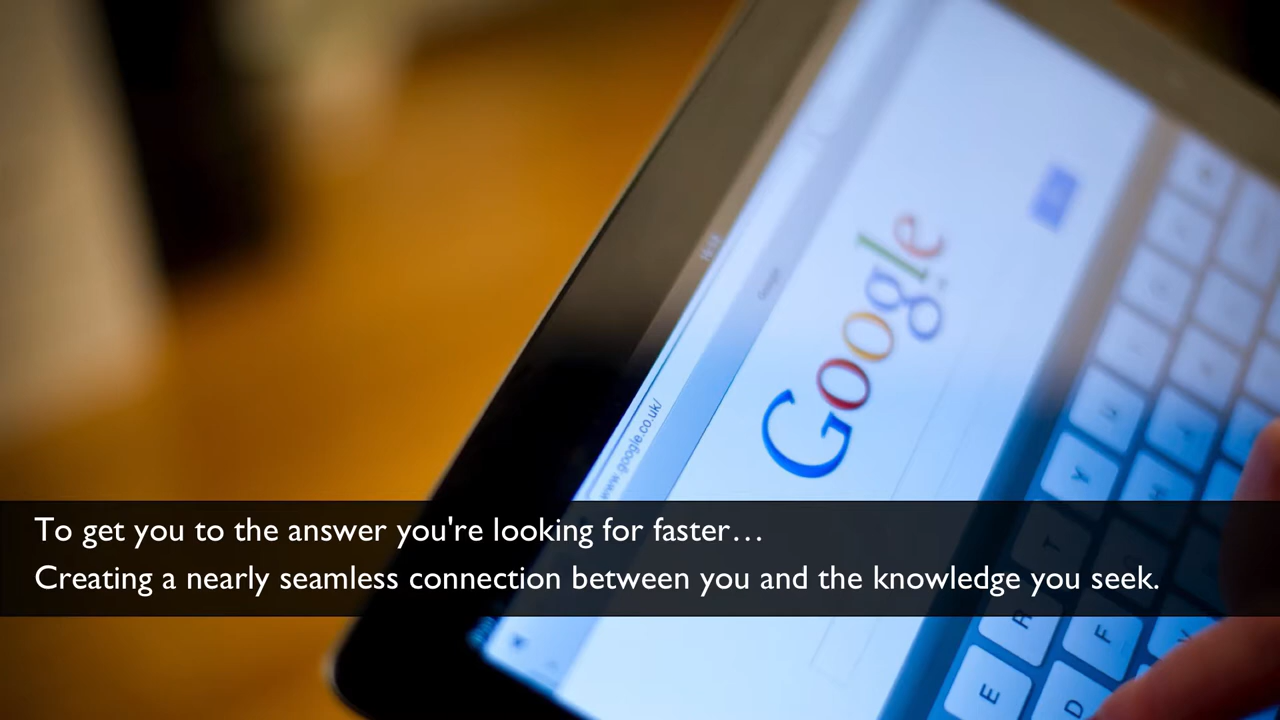 Google
www.google.co.uk/
Google
Y
H
T
R
F
E
D
To get you to the answer you're looking for faster…
Creating a nearly seamless connection between you and the knowledge you seek.